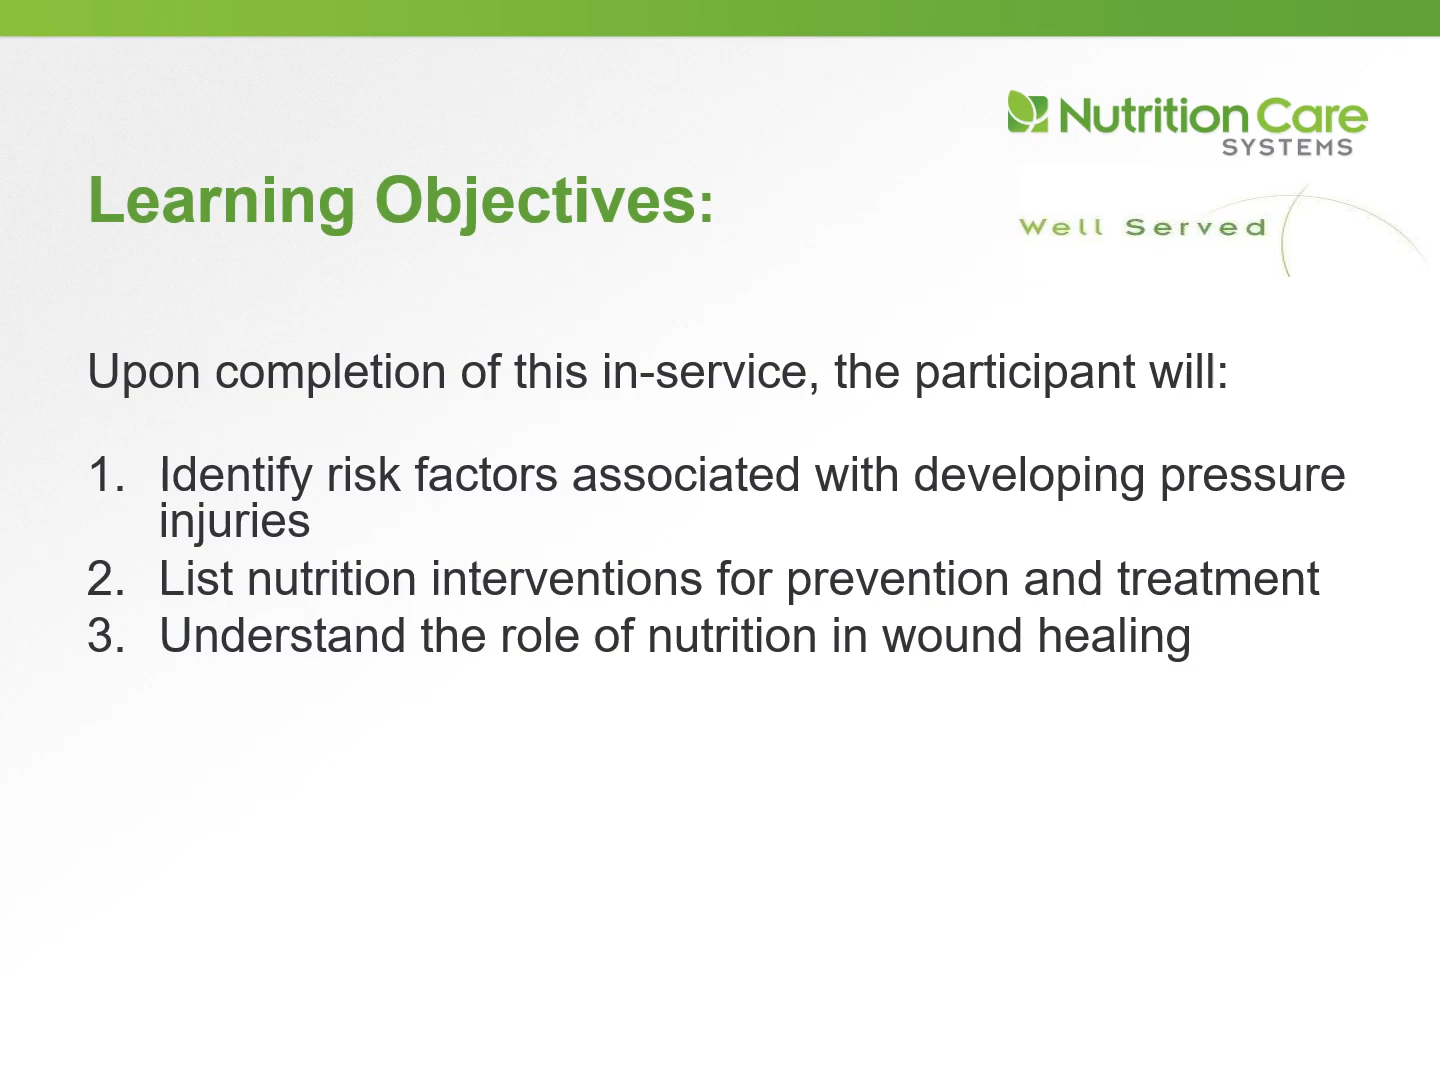 Nutrition Care
SYSTEMS
Learning Objectives:
Well Served
Upon completion of this in-service, the participant will:
1. Identify risk factors associated with developing pressure
injuries
2. List nutrition interventions for prevention and treatment
3. Understand the role of nutrition in wound healing